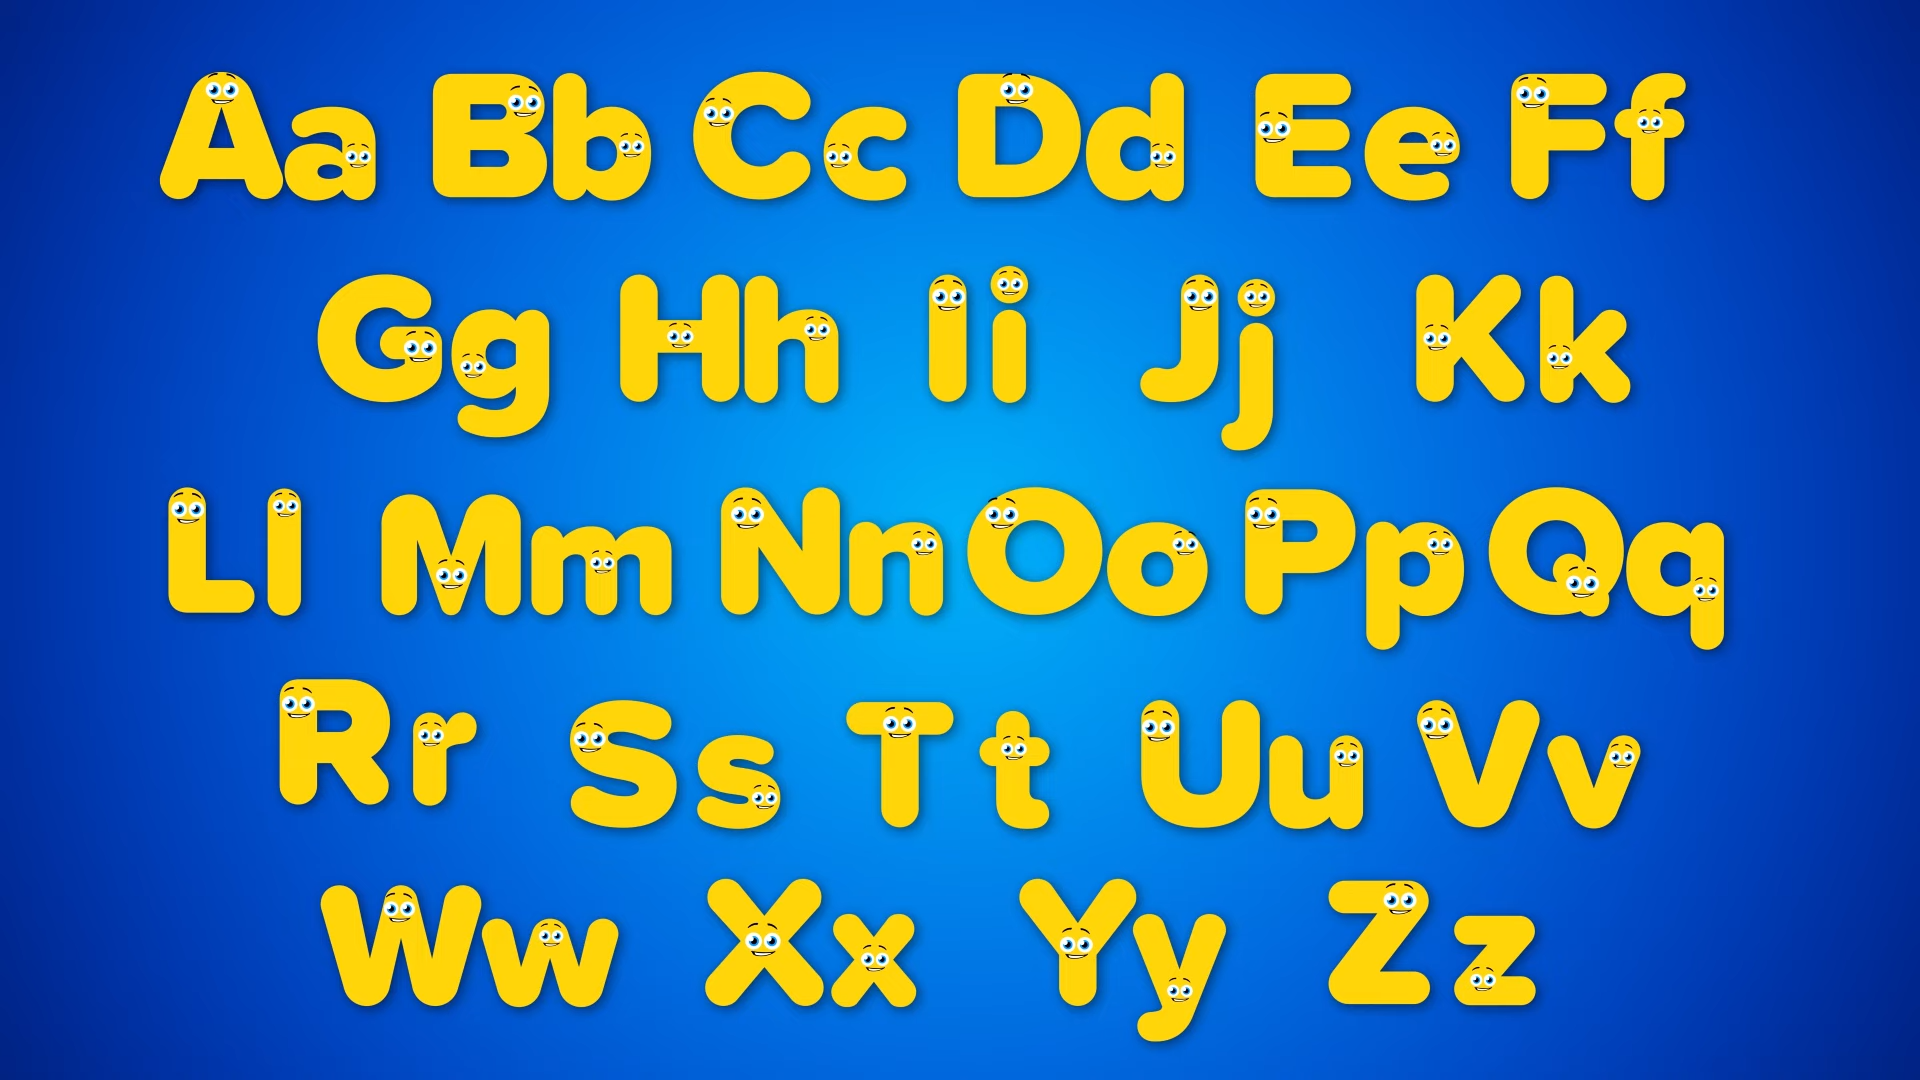 Aa Bb Cc Dd Ee Ff
Gg Hh Ii Jj Kk
Ll Mm Nn Oo Pp Qq
Rr Ss Tt Uu Vv
Ww Xx Yy Zz